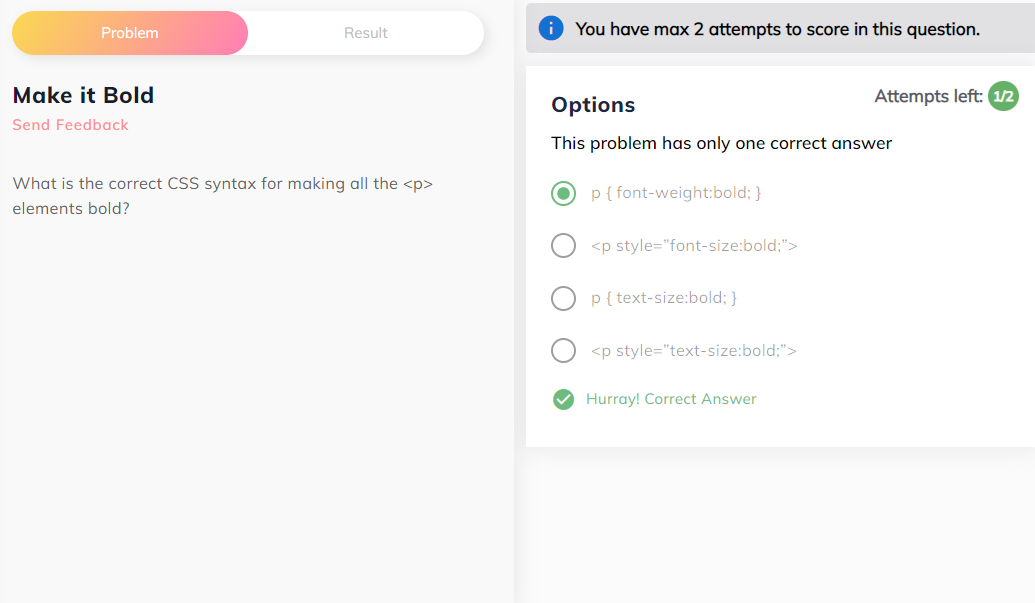 Problem
Result
Make it Bold
Send Feedback
What is the correct CSS syntax for making all the <p>
elements bold?
You have max 2 attempts to score in this question.
Options
Attempts left: 1/2
This problem has only one correct answer
p { font-weight:bold; }
<p style=”font-size:bold;”>
p { text-size:bold; }
<p style=”text-size:bold;”>
Hurray! Correct Answer